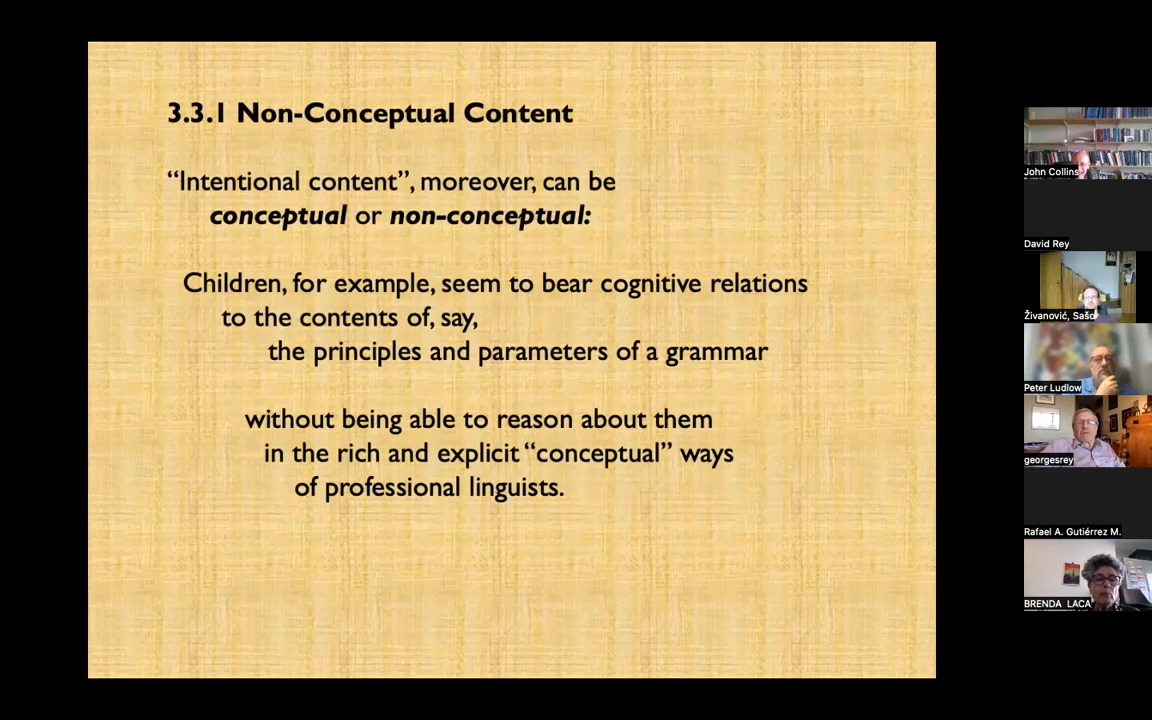 3.3.1 Non-Conceptual Content
“Intentional content”, moreover, can be
conceptual or non-conceptual:
Children, for example, seem to bear cognitive relations
to the contents of, say,
the principles and parameters of a grammar
without being able to reason about them
in the rich and explicit “conceptual” ways
of professional linguists.
John Collins
David Rey
Živanović, Sašo
Peter Ludlow
georgesrey
Rafael A. Gutiérrez M.
BRENDA LACA